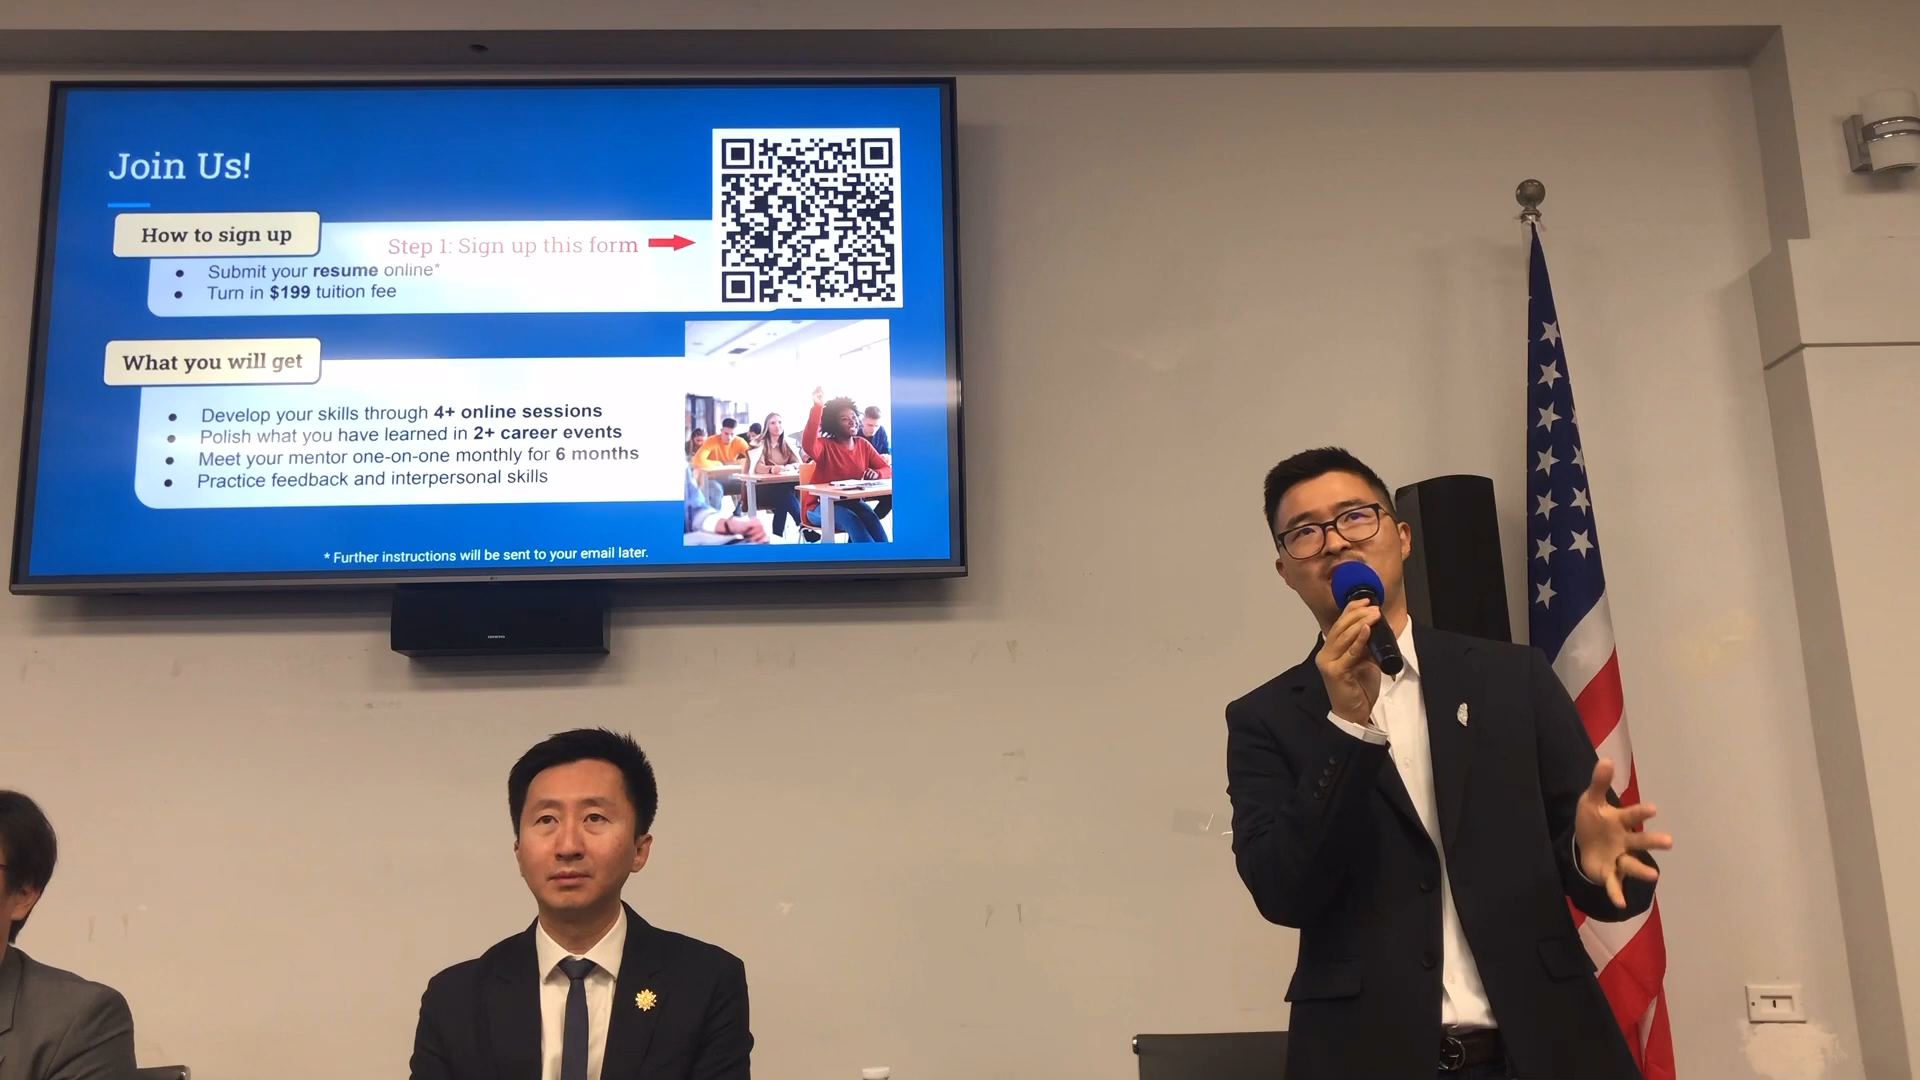 Join Us!
How to sign up
Step 1: Sign up this form
Submit your resume online*
Turn in $199 tuition fee
What you will get
Develop your skills through 4+ online sessions
Polish what you have learned in 2+ career events
Meet your mentor one-on-one monthly for 6 months
Practice feedback and interpersonal skills
* Further instructions will be sent to your email later.
ONKYO